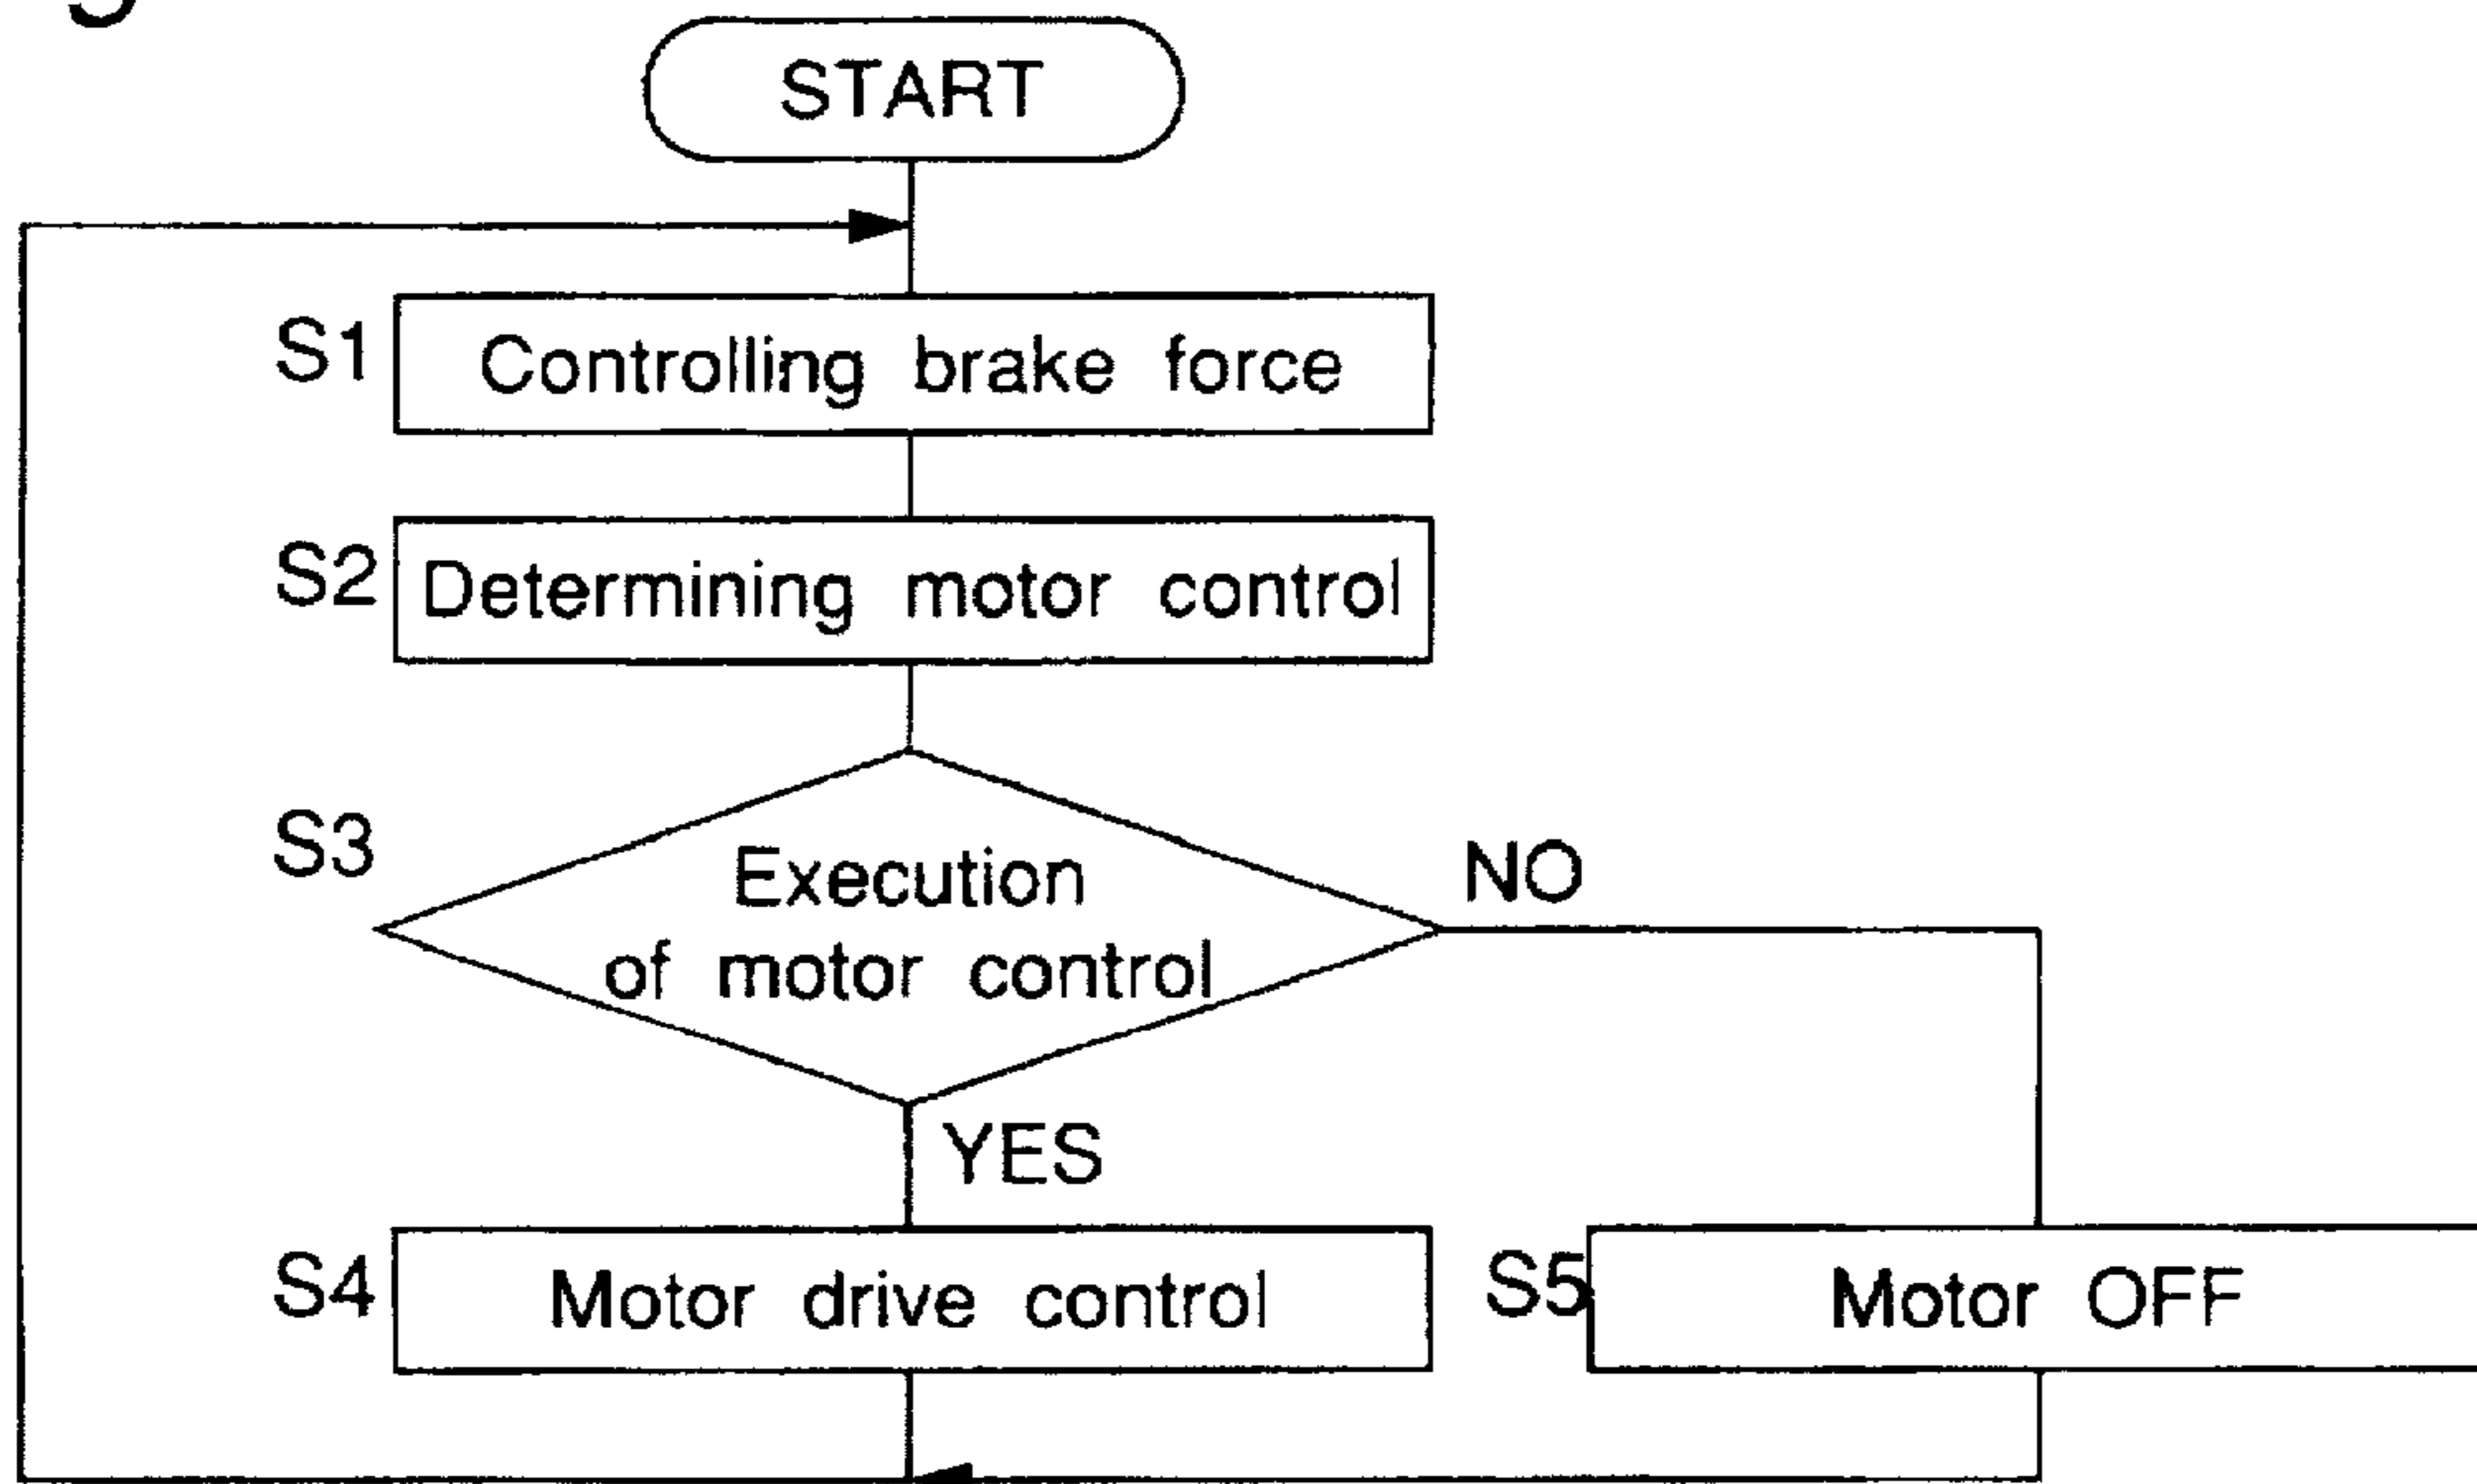 START
S1 Controlling brake force
S2 Determining motor control
S3
Execution
of motor control
NO
YES
S4 Motor drive control
S5 Motor OFF